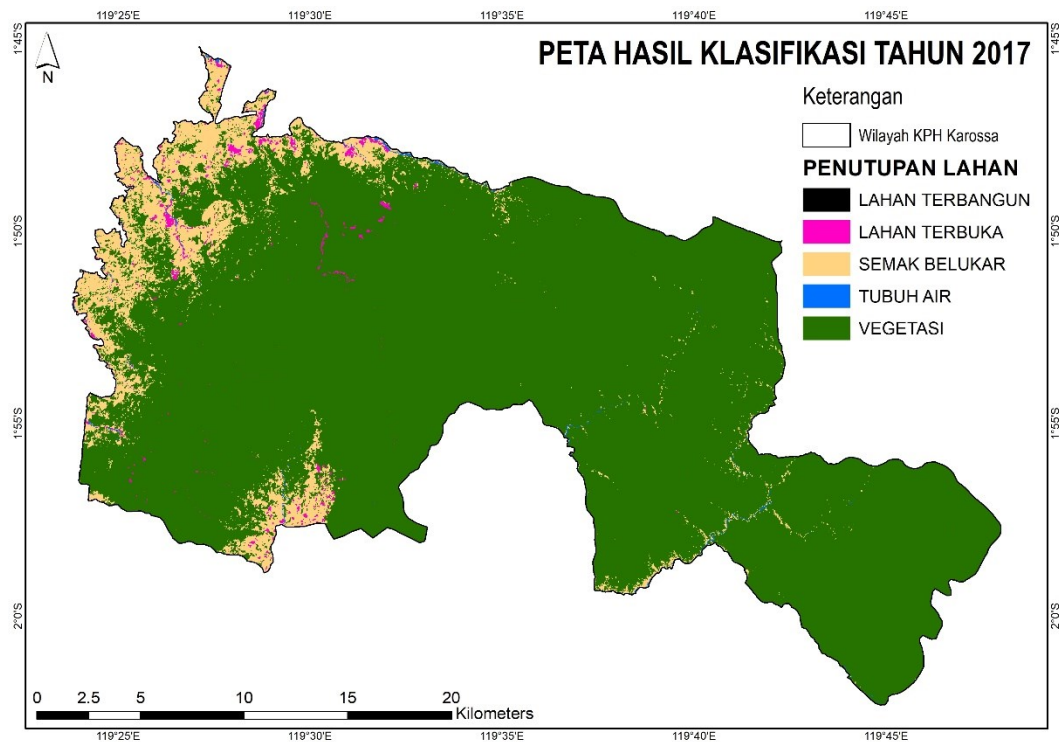 119°25'E 119°30'E 119°35'E 119°40'E 119°45'E
1°45'S 1°45'S
N
PETA HASIL KLASIFIKASI TAHUN 2017
Keterangan
Wilayah KPH Karossa
PENUTUPAN LAHAN
LAHAN TERBANGUN
LAHAN TERBUKA
SEMAK BELUKAR
TUBUH AIR
VEGETASI
1°50'S 1°50'S
1°55'S 1°55'S
2°0'S 2°0'S
0 2.5 5 10 15 20
Kilometers
119°25'E 119°30'E 119°35'E 119°40'E 119°45'E